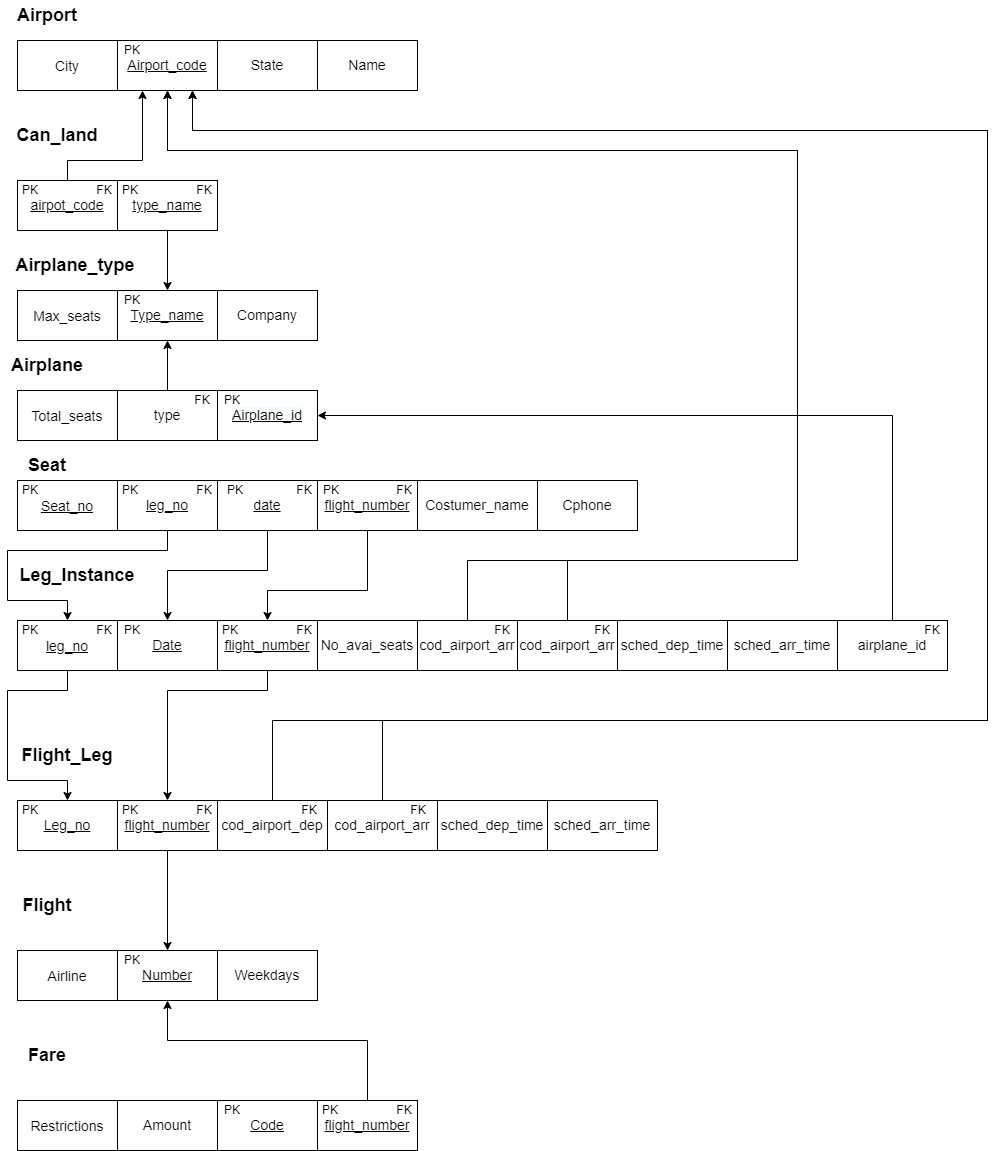 Airport
City
PK
Airport_code
State
Name
Can_land
PK FK
airpot_code
PK FK
type_name
Airplane_type
Max_seats
PK
Type_name
Company
Airplane
Total_seats
FK
type
PK
Airplane_id
Seat
PK
Seat_no
PK FK
leg_no
PK FK
date
PK FK
flight_number
Costumer_name
Cphone
Leg_Instance
PK FK
leg_no
PK
Date
PK FK
flight_number
No_avai_seats
FK
cod_airport_arr
FK
cod_airport_arr
sched_dep_time
sched_arr_time
FK
airplane_id
Flight_Leg
PK
Leg_no
PK FK
flight_number
FK
cod_airport_dep
FK
cod_airport_arr
sched_dep_time
sched_arr_time
Flight
Airline
PK
Number
Weekdays
Fare
Restrictions
Amount
PK
Code
PK FK
flight_number